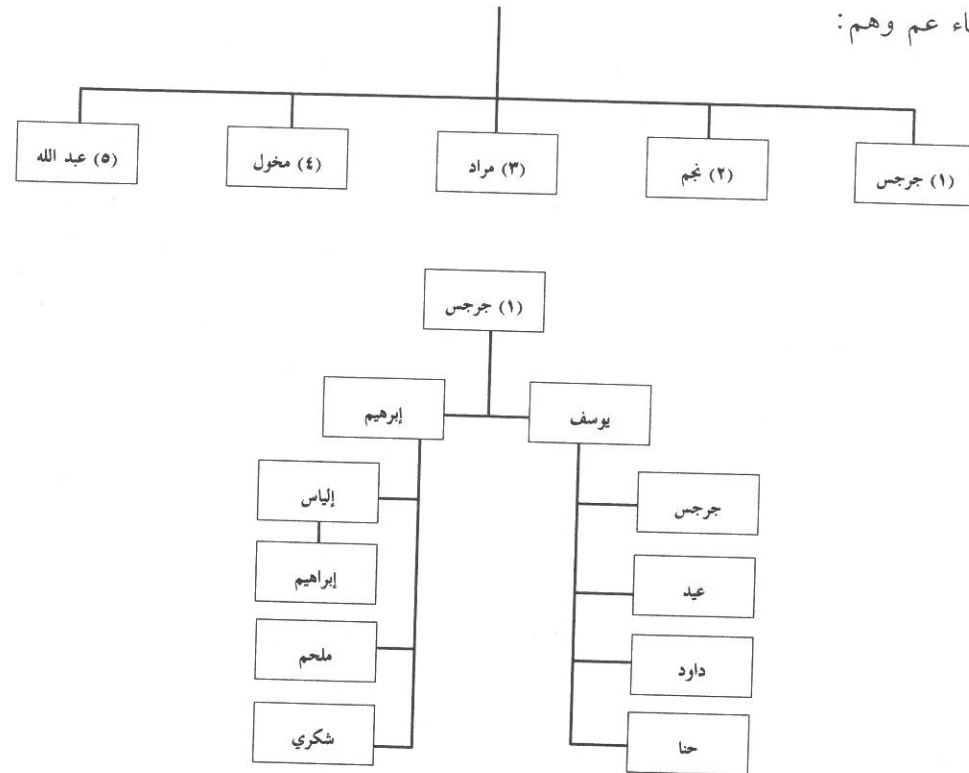 عم وهم:
(١) جرجس
(٢) نجم
(٣) مراد
(٤) مخول
(٥) عبد الله
(١) جرجس
يوسف
إبرهيم
جرجس
عيد
داود
حنا
إلياس
إبراهيم
ملحم
شكري